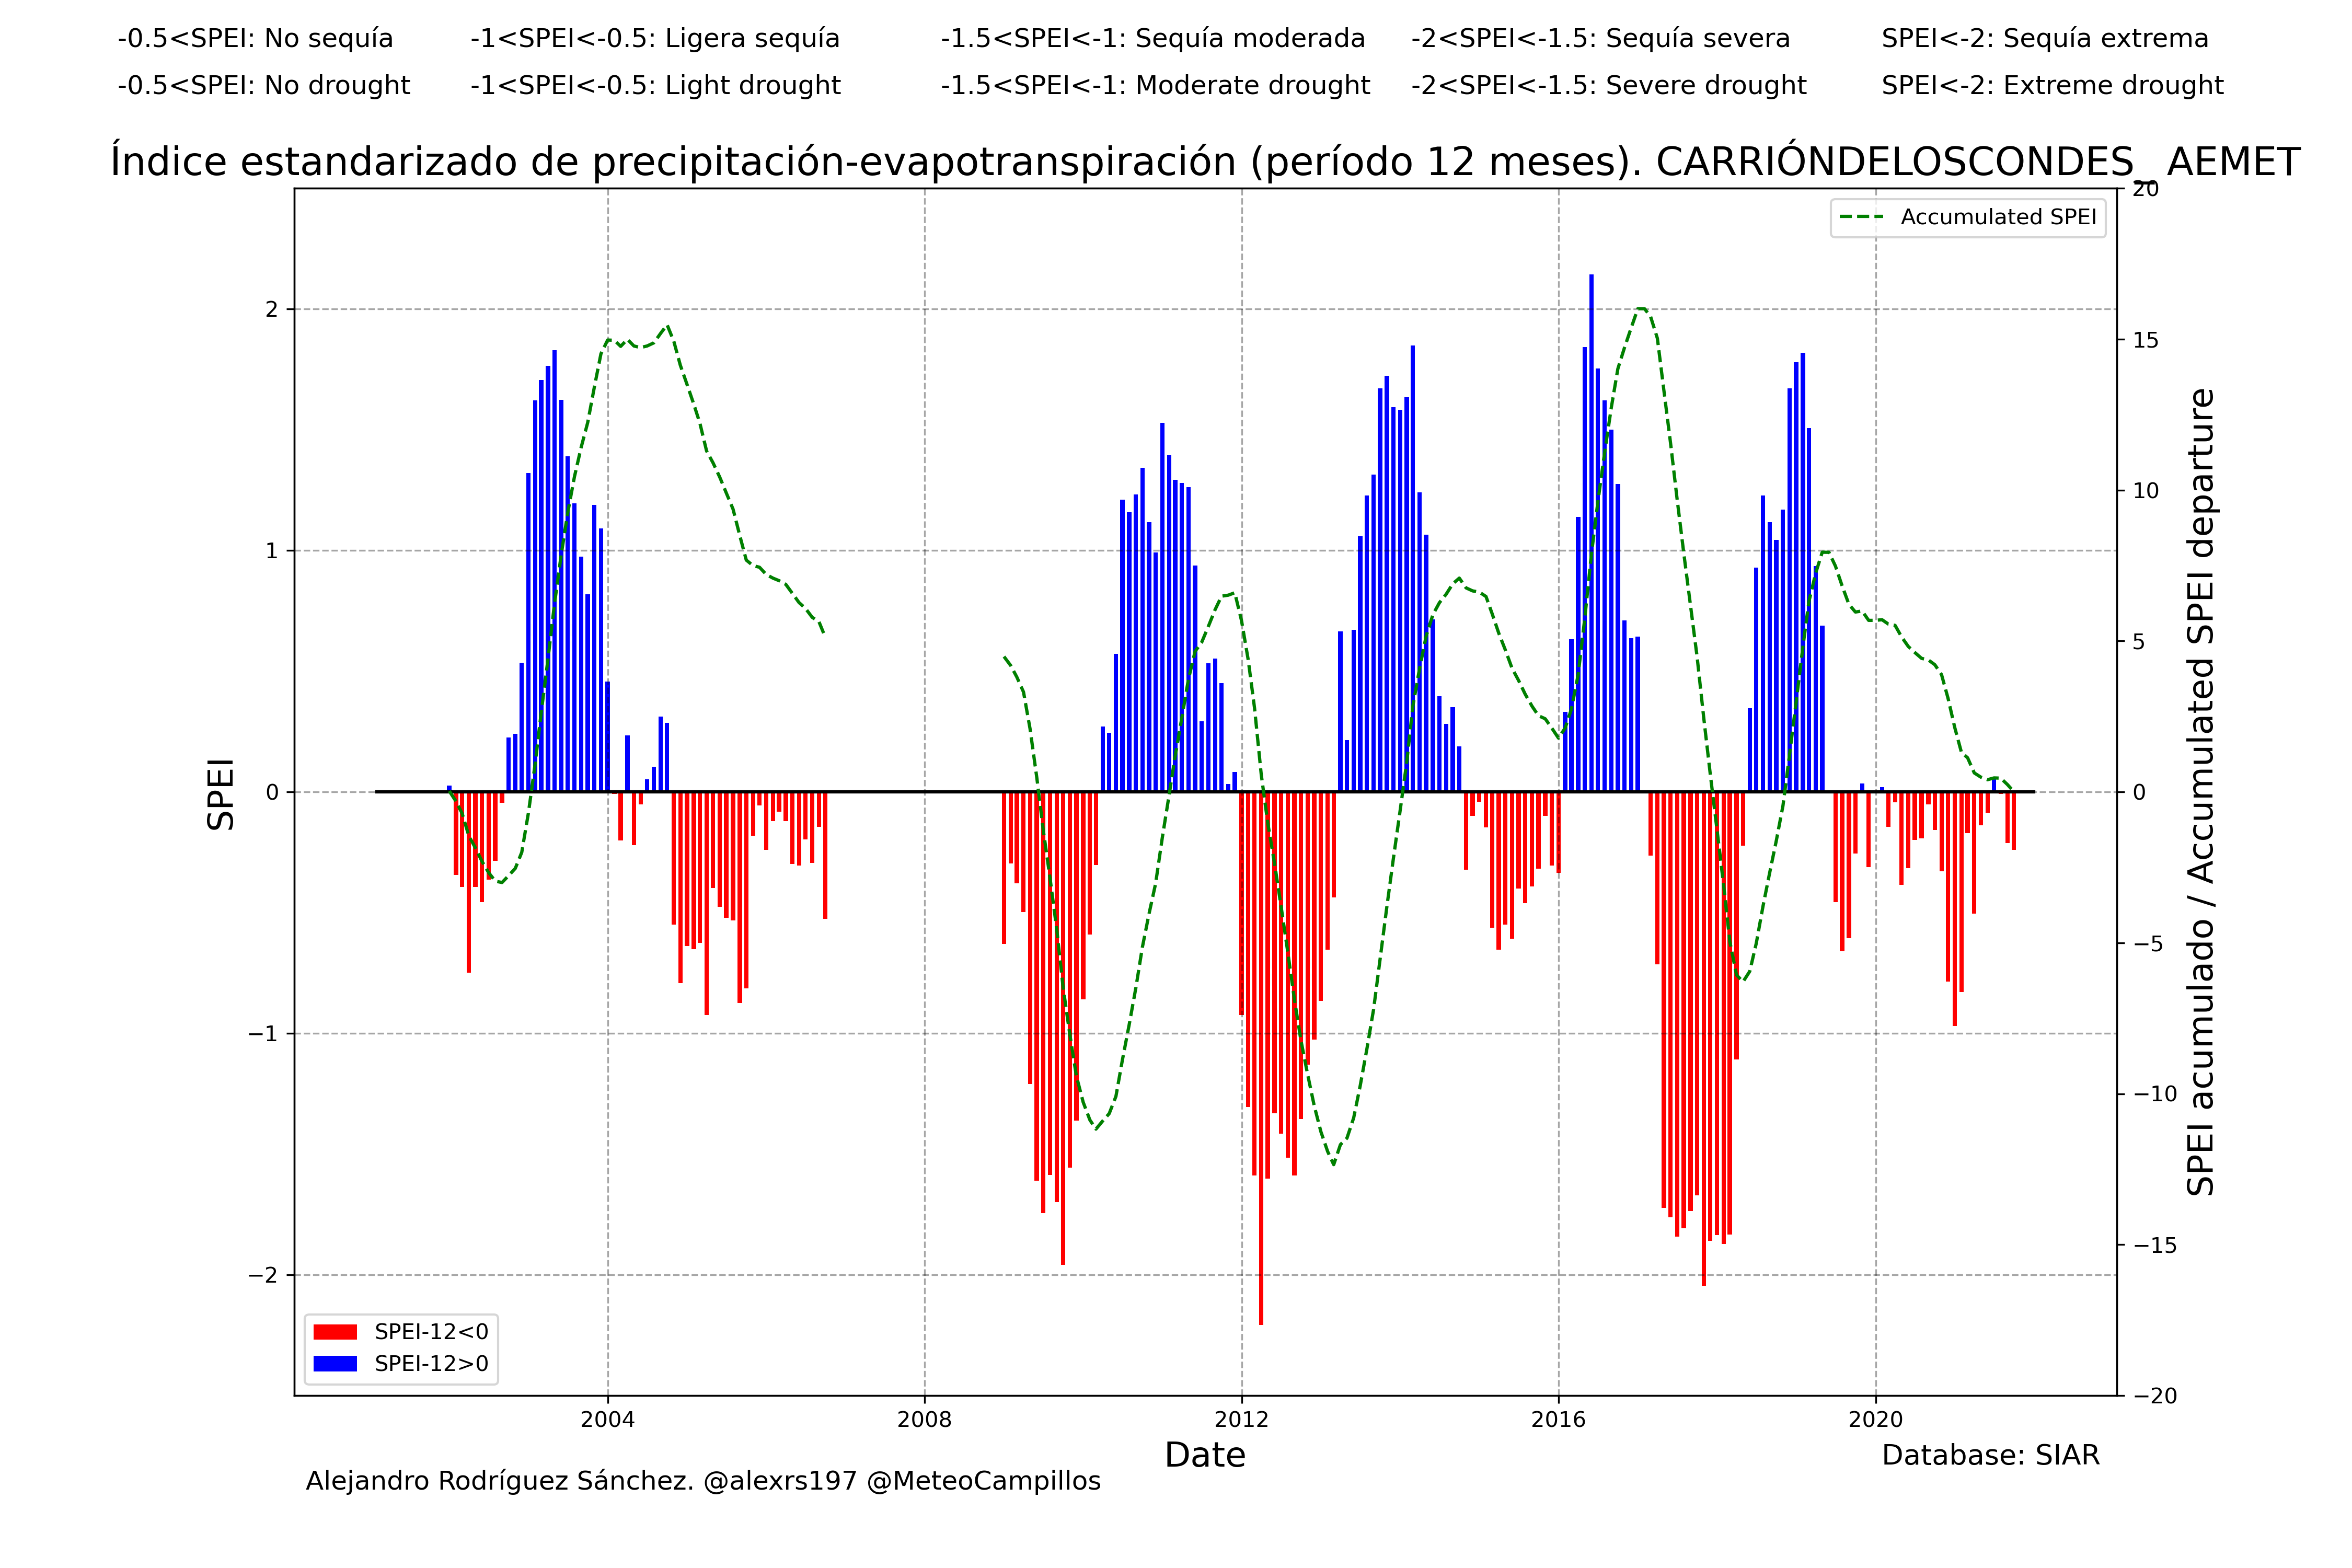 -0.5<SPEI: No sequía -1<SPEI<-0.5: Ligera sequía -1.5<SPEI<-1: Sequía moderada -2<SPEI<-1.5: Sequía severa SPEI<-2: Sequía extrema
-0.5<SPEI: No drought -1<SPEI<-0.5: Light drought -1.5<SPEI<-1: Moderate drought -2<SPEI<-1.5: Severe drought SPEI<-2: Extreme drought
Índice estandarizado de precipitación-evapotranspiración (período 12 meses). CARRIÓNDELOSCONDES_ AEMET
Accumulated SPEI
SPEI
2
1
0
−1
−2
20
15
10
5
0
−5
−10
−15
−20
SPEI acumulado / Accumulated SPEI departure
SPEI-12<0
SPEI-12>0
2004 2008 2012 2016 2020
Date
Database: SIAR
Alejandro Rodríguez Sánchez. @alexrs197 @MeteoCampillos